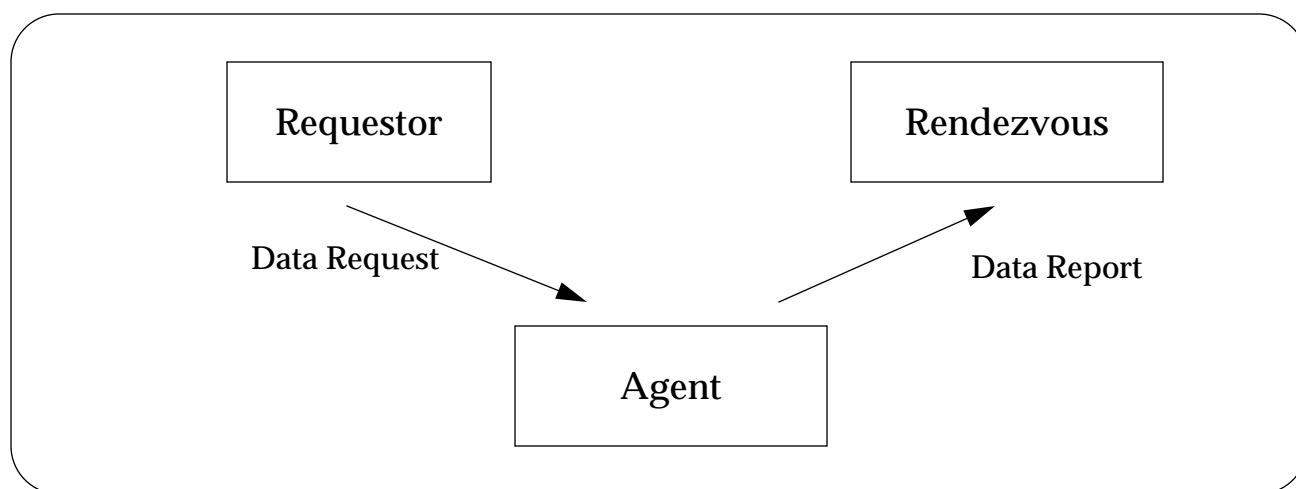 Requestor
Rendezvous
Data Request
Data Report
Agent